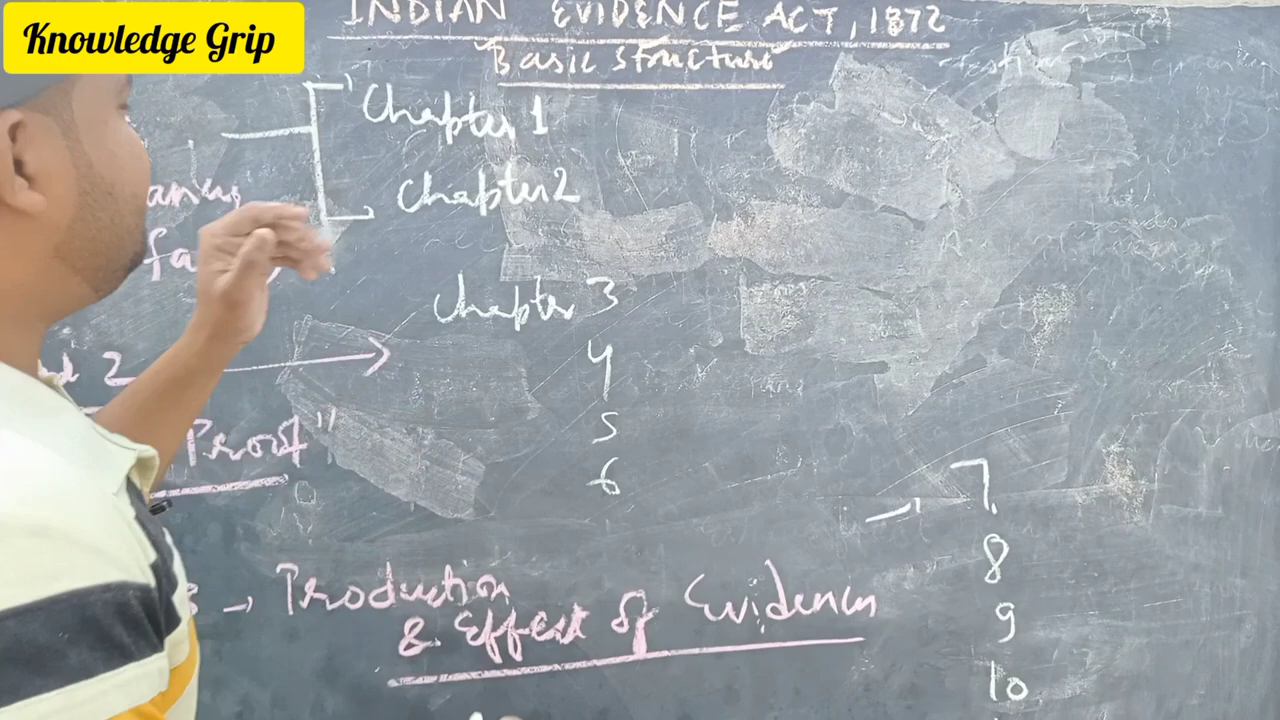 Knowledge Grip
INDIAN EVIDENCE ACT, 1872
Basic Structure
Chapter 1
Chapter 2
Chapter 3
2
4
Proof"
5
6
7
8
→ Production
& Effect of Evidences
9
10